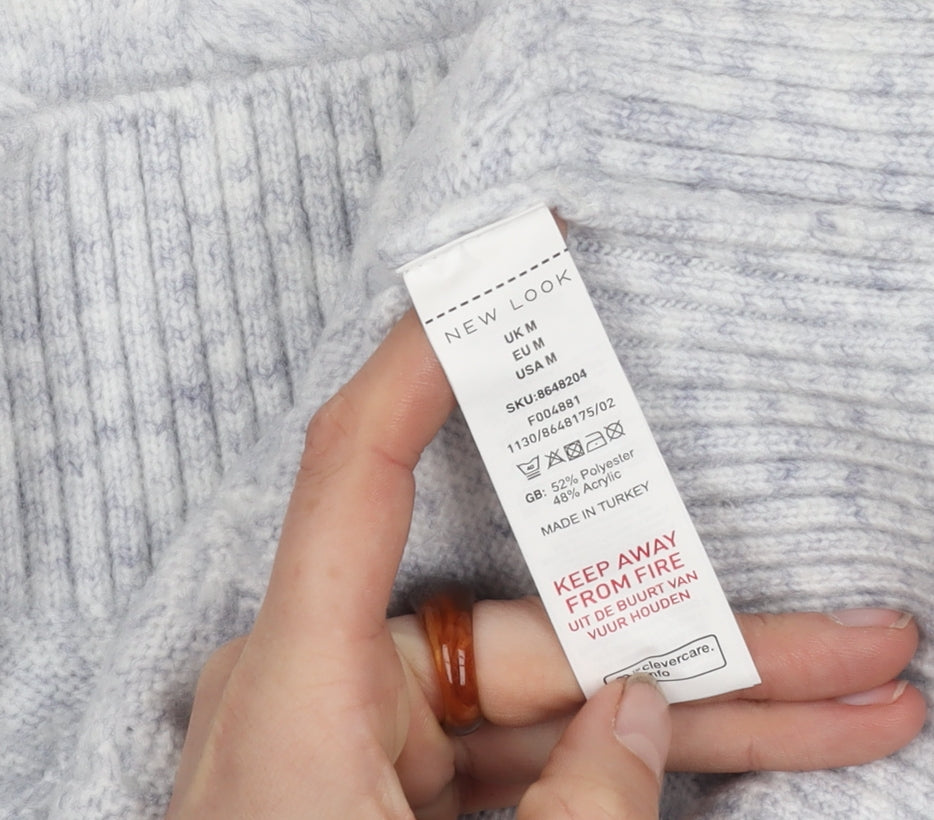 NEW LOOK
UK M
EU M
USA M
SKU:8648204
F004881
1130/8648175/02
40
GB: 52% Polyester
48% Acrylic
MADE IN TURKEY
KEEP AWAY
FROM FIRE
UIT DE BUURT VAN
VUUR HOUDEN
clevercare.
info